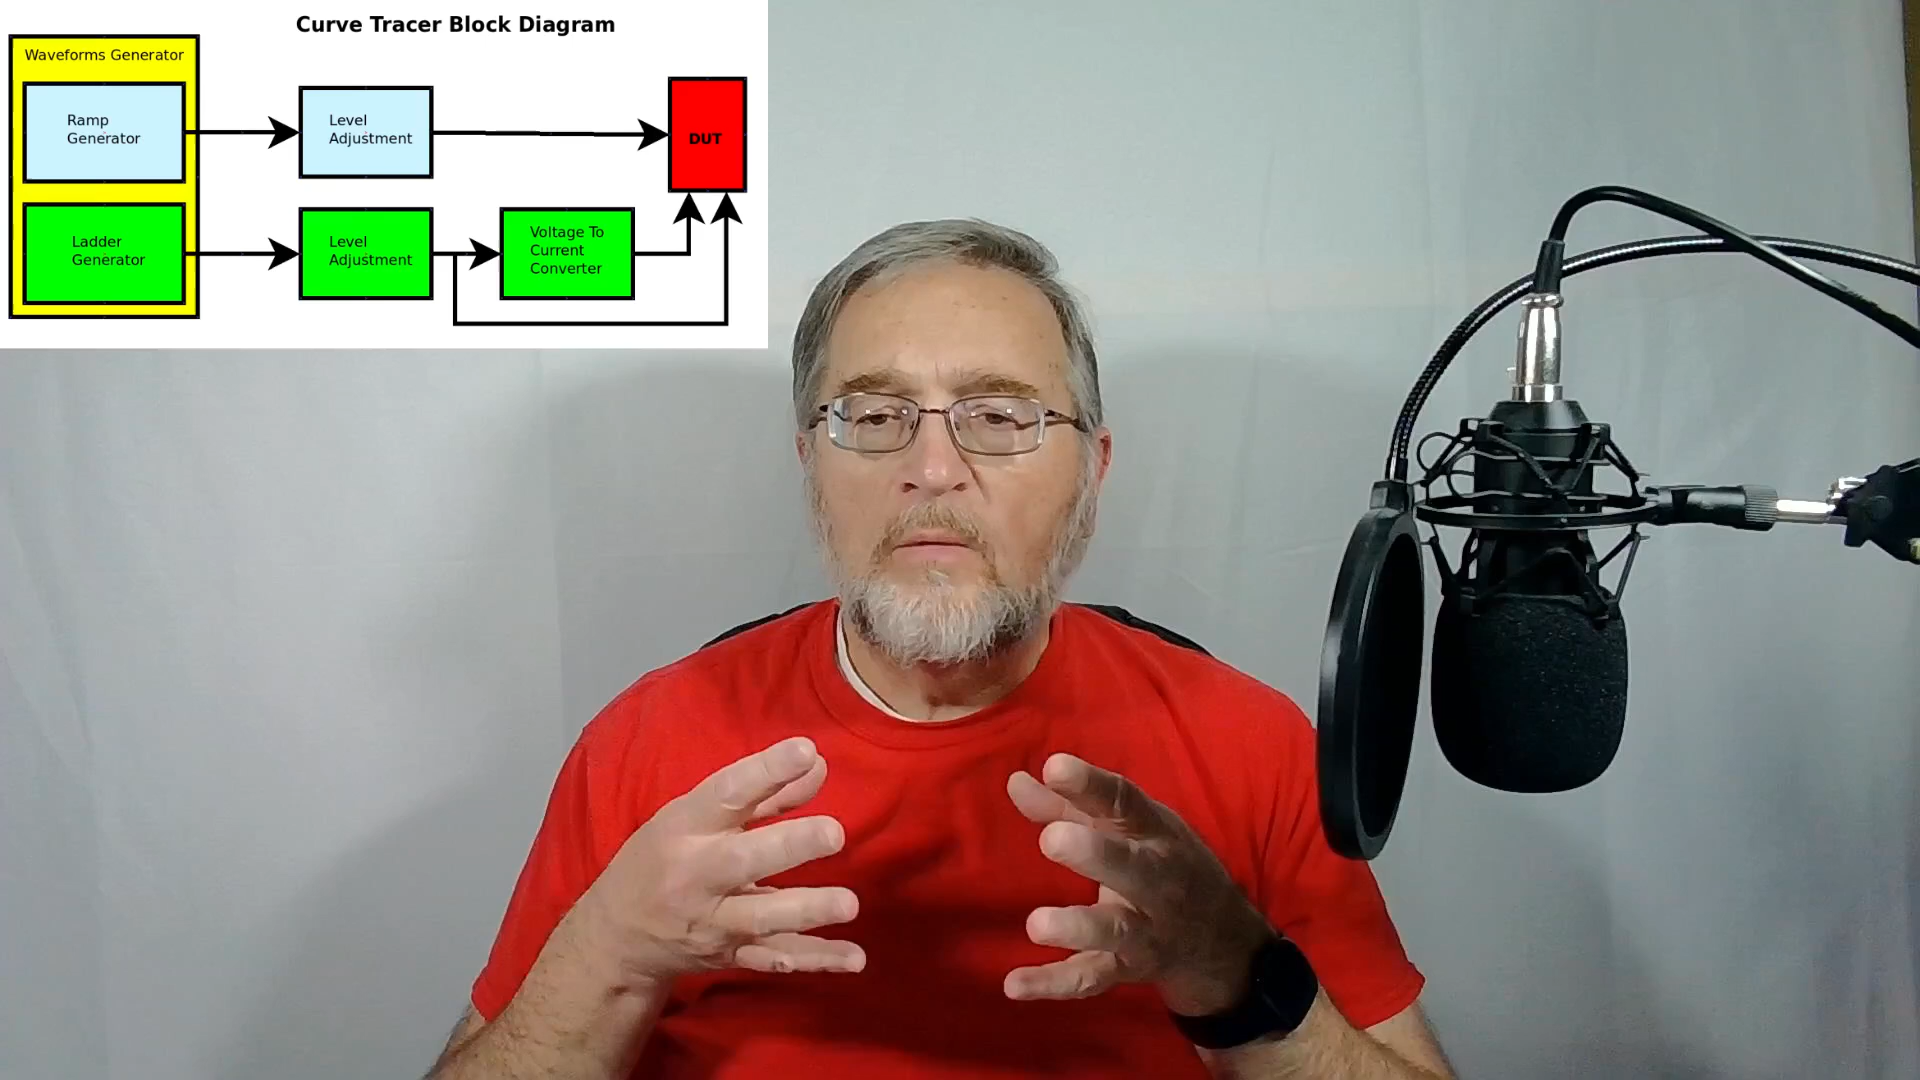 Curve Tracer Block Diagram
Waveforms Generator
Ramp
Generator
Level
Adjustment
DUT
Ladder
Generator
Level
Adjustment
Voltage To
Current
Converter